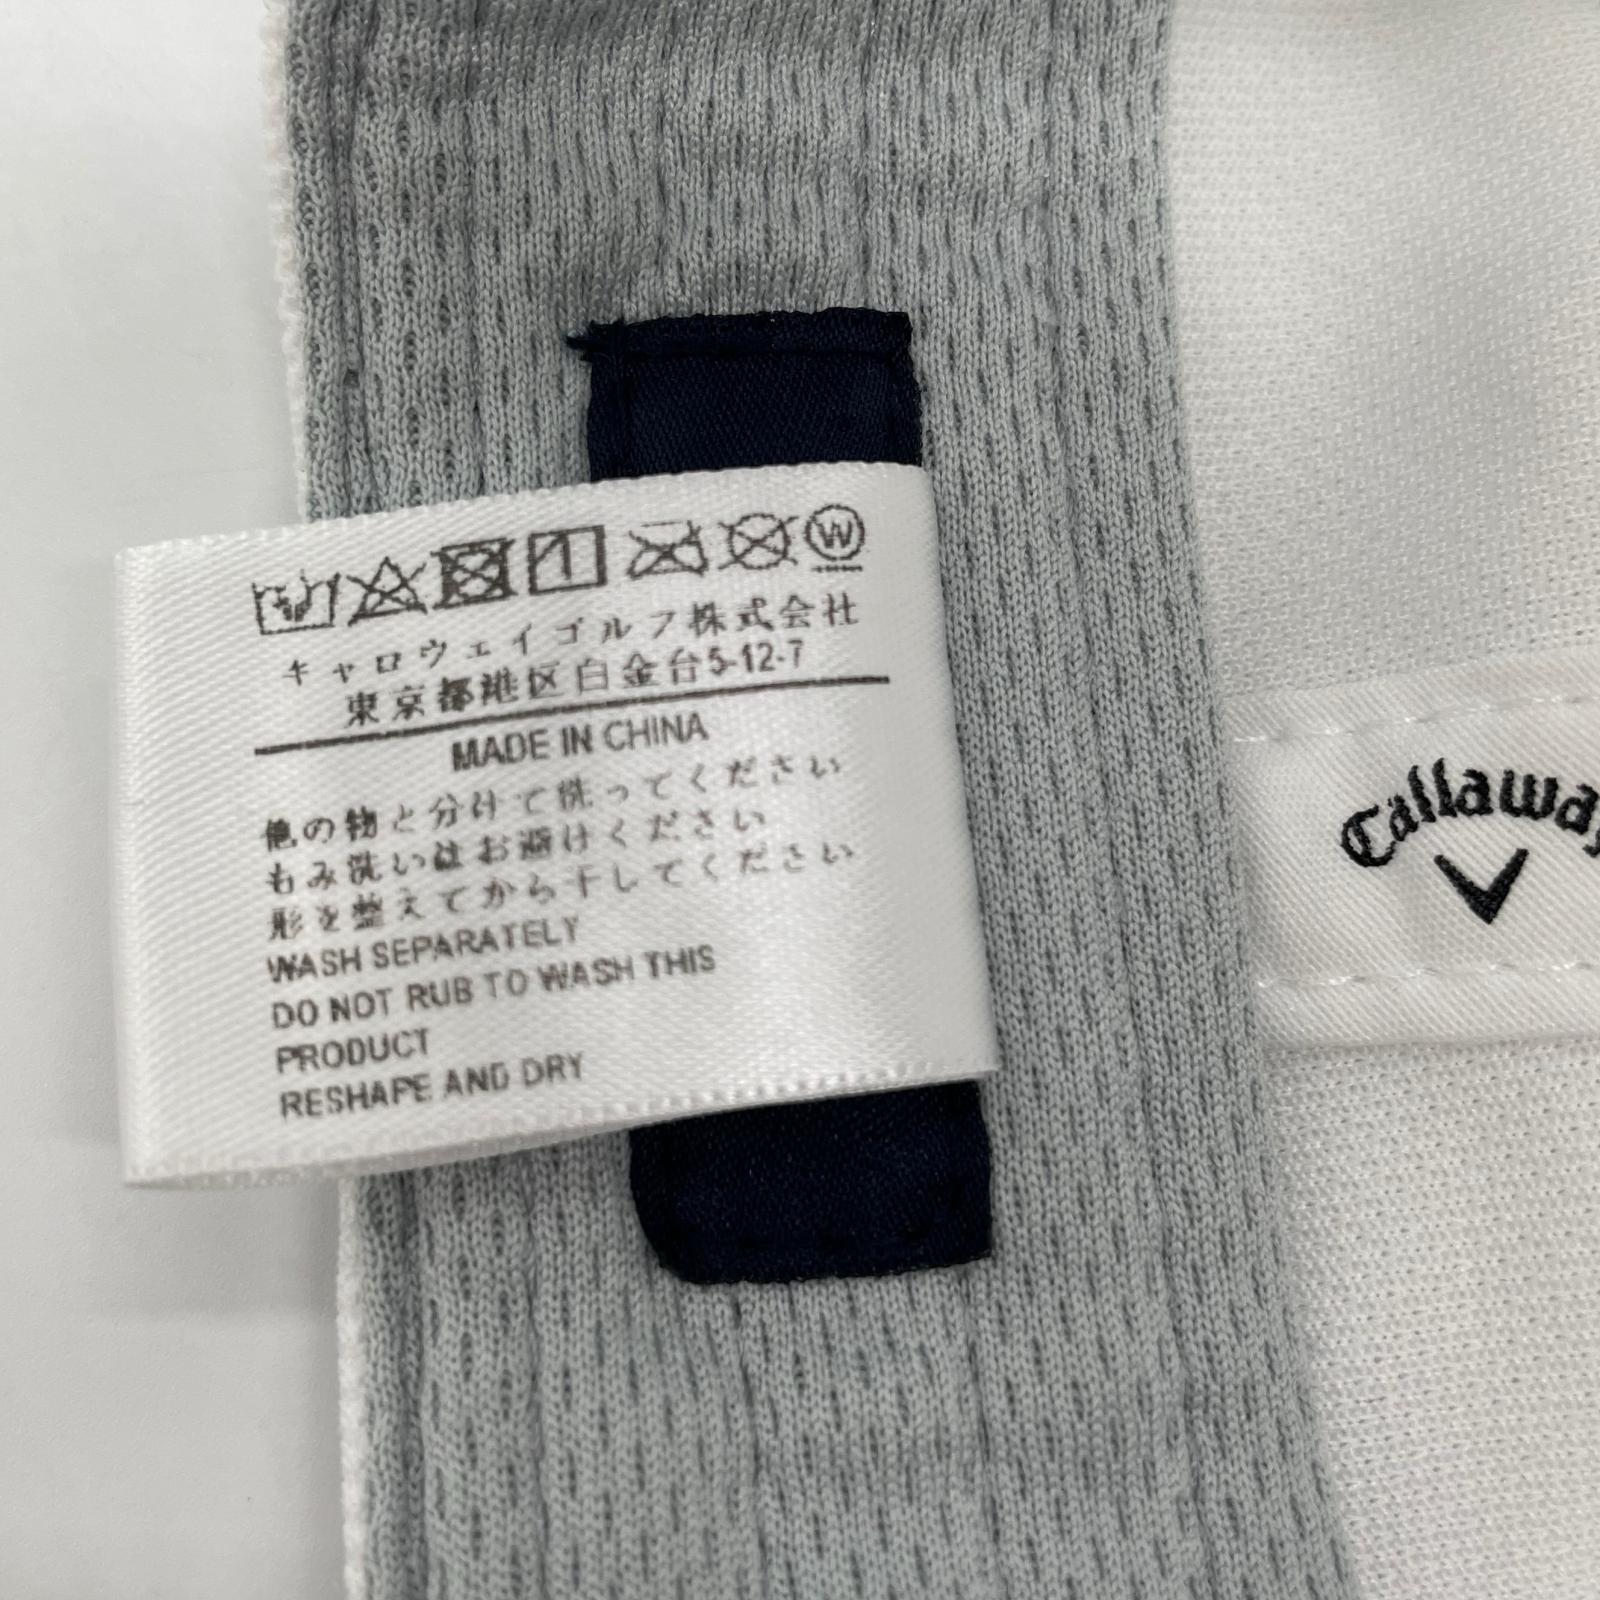 W
キャロウェイゴルフ株式会社
東京都港区白金台5-12-7
MADE IN CHINA
他の物と分けて洗ってください
もみ洗いはお避けください
形を整えてから干してください
WASH SEPARATELY
DO NOT RUB TO WASH THIS
PRODUCT
RESHAPE AND DRY
Callaway